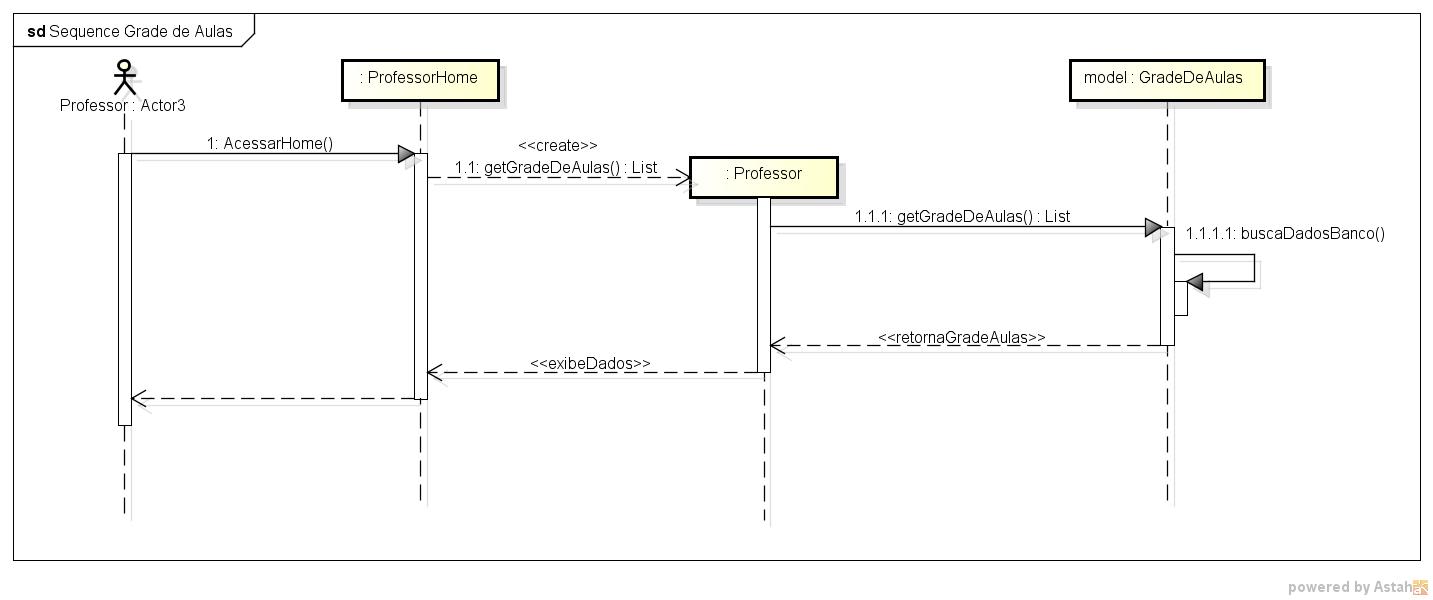 sd Sequence Grade de Aulas
Professor : Actor3
: ProfessorHome
model : GradeDeAulas
1: AcessarHome()
<<create>>
1.1: getGradeDeAulas() : List
: Professor
1.1.1: getGradeDeAulas() : List
1.1.1.1: buscaDadosBanco()
<<retornaGradeAulas>>
<<exibeDados>>
powered by Astah